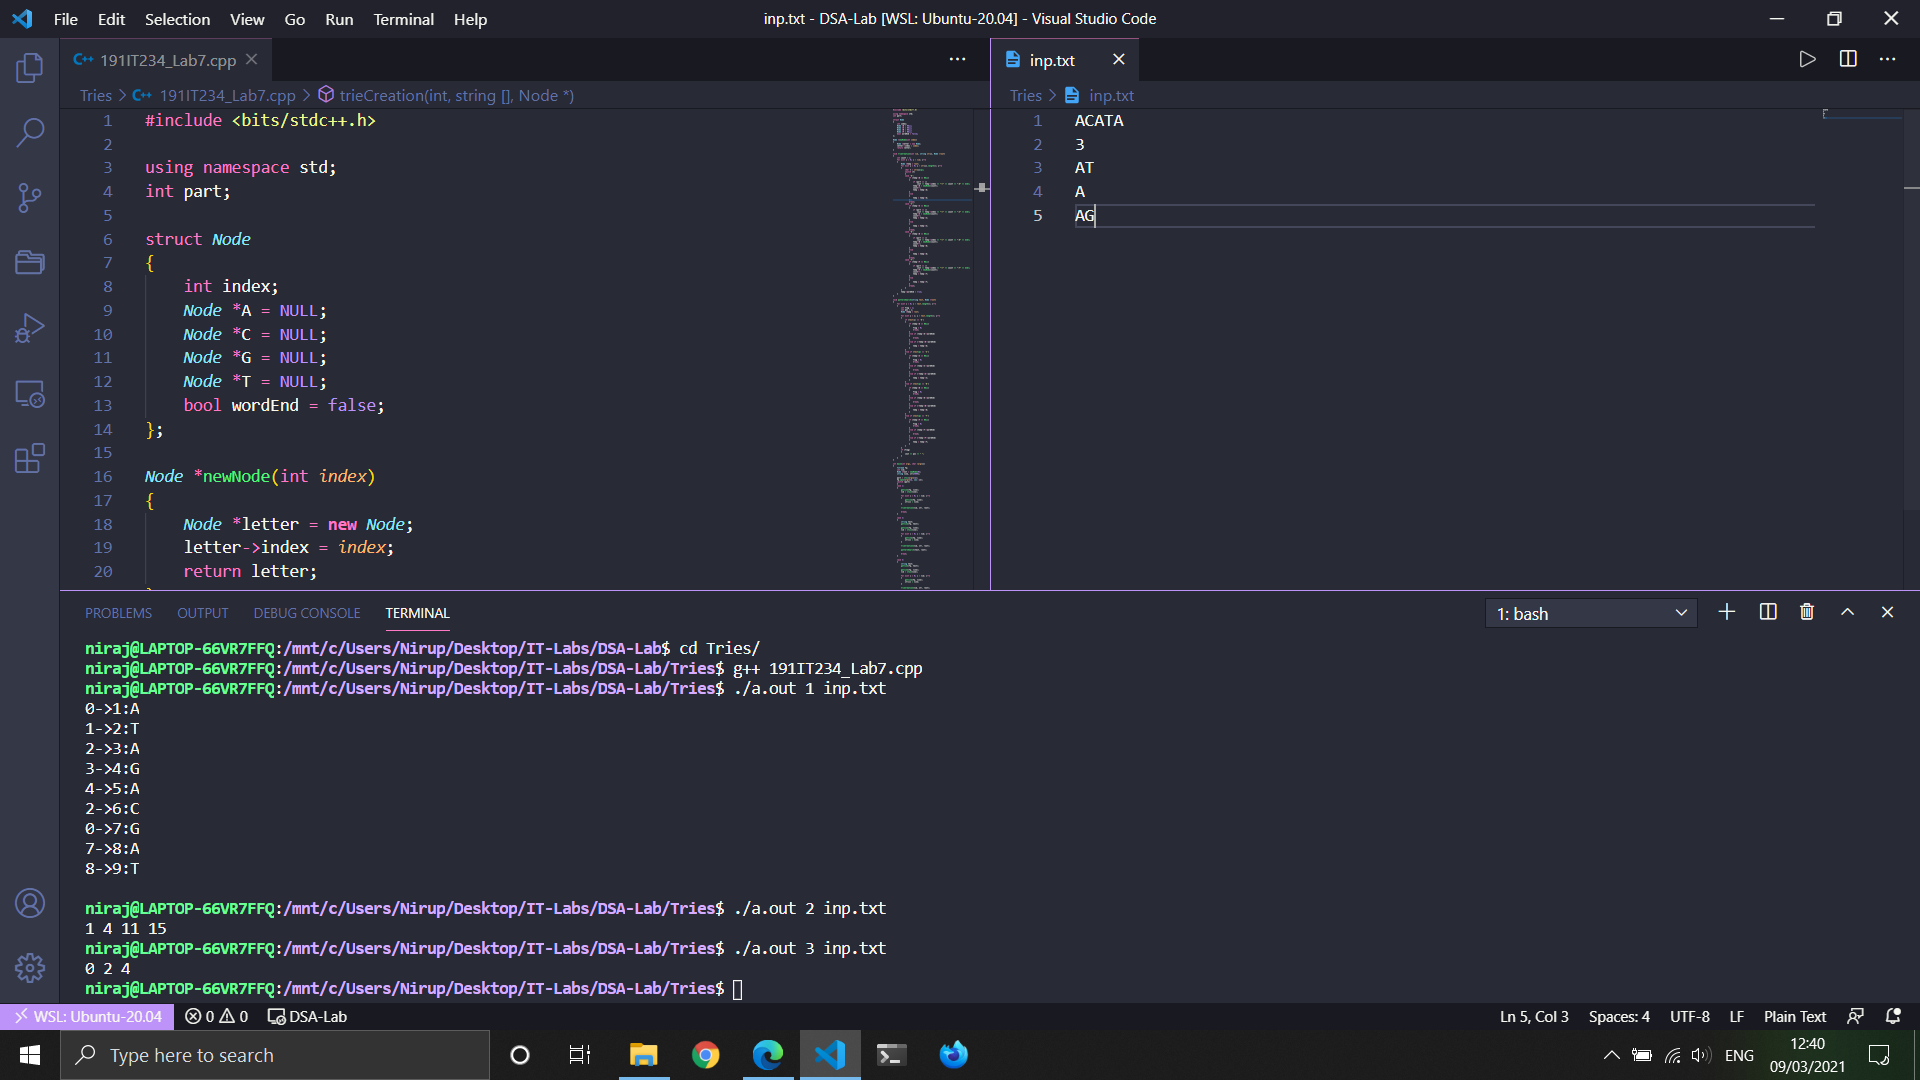 File Edit Selection View Go Run Terminal Help
inp.txt - DSA-Lab [WSL: Ubuntu-20.04] - Visual Studio Code
C++ 191IT234_Lab7.cpp
Tries > C++ 191IT234_Lab7.cpp > trieCreation(int, string [], Node *)
1 #include <bits/stdc++.h>
2
3 using namespace std;
4 int part;
5
6 struct Node
7 {
8     int index;
9     Node *A = NULL;
10     Node *C = NULL;
11     Node *G = NULL;
12     Node *T = NULL;
13     bool wordEnd = false;
14 };
15
16 Node *newNode(int index)
17 {
18     Node *letter = new Node;
19     letter->index = index;
20     return letter;
inp.txt
Tries > inp.txt
1 ACATA
2 3
3 AT
4 A
5 AG
PROBLEMS OUTPUT DEBUG CONSOLE TERMINAL
1: bash
niraj@LAPTOP-66VR7FFQ:/mnt/c/Users/Nirup/Desktop/IT-Labs/DSA-Lab$ cd Tries/
niraj@LAPTOP-66VR7FFQ:/mnt/c/Users/Nirup/Desktop/IT-Labs/DSA-Lab/Tries$ g++ 191IT234_Lab7.cpp
niraj@LAPTOP-66VR7FFQ:/mnt/c/Users/Nirup/Desktop/IT-Labs/DSA-Lab/Tries$ ./a.out 1 inp.txt
0->1:A
1->2:T
2->3:A
3->4:G
4->5:A
2->6:C
0->7:G
7->8:A
8->9:T
niraj@LAPTOP-66VR7FFQ:/mnt/c/Users/Nirup/Desktop/IT-Labs/DSA-Lab/Tries$ ./a.out 2 inp.txt
1 4 11 15
niraj@LAPTOP-66VR7FFQ:/mnt/c/Users/Nirup/Desktop/IT-Labs/DSA-Lab/Tries$ ./a.out 3 inp.txt
0 2 4
niraj@LAPTOP-66VR7FFQ:/mnt/c/Users/Nirup/Desktop/IT-Labs/DSA-Lab/Tries$
WSL: Ubuntu-20.04 0 0 DSA-Lab
Ln 5, Col 3 Spaces: 4 UTF-8 LF Plain Text
Type here to search
ENG
12:40
09/03/2021